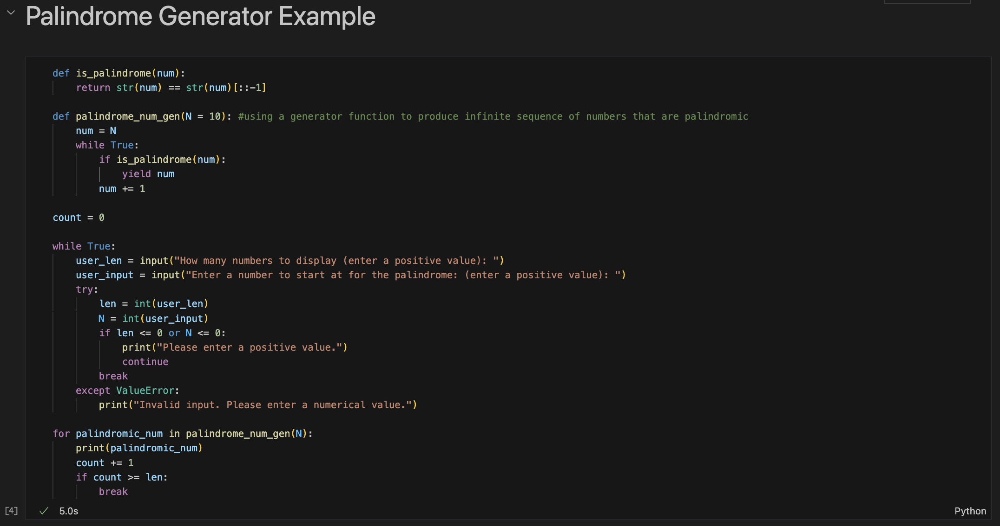 Palindrome Generator Example
def is_palindrome(num):
    return str(num) == str(num)[::-1]
def palindrome_num_gen(N = 10): #using a generator function to produce infinite sequence of numbers that are palindromic
    num = N
    while True:
        if is_palindrome(num):
            yield num
        num += 1
count = 0
while True:
    user_len = input("How many numbers to display (enter a positive value): ")
    user_input = input("Enter a number to start at for the palindrome: (enter a positive value): ")
    try:
        len = int(user_len)
        N = int(user_input)
        if len <= 0 or N <= 0:
            print("Please enter a positive value.")
            continue
        break
    except ValueError:
        print("Invalid input. Please enter a numerical value.")
for palindromic_num in palindrome_num_gen(N):
    print(palindromic_num)
    count += 1
    if count >= len:
        break
[4] ✓ 5.0s Python